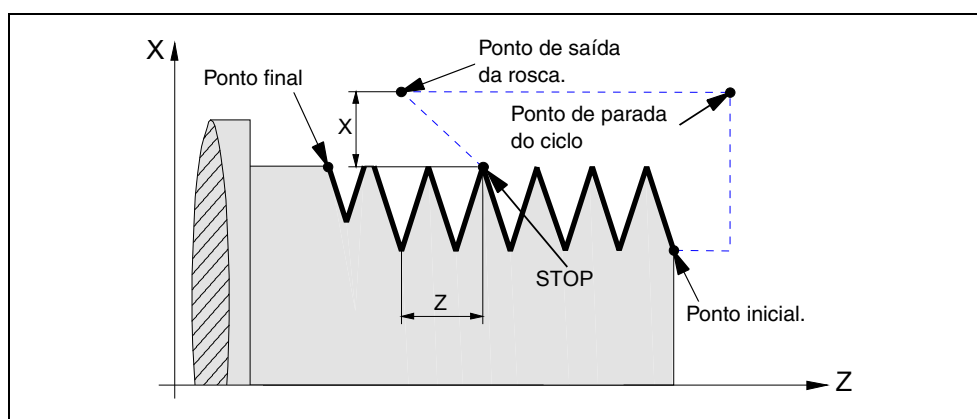 X
Ponto de saída
da rosca.
Ponto final
Ponto de parada
do ciclo
X
STOP
Z
Ponto inicial.
Z